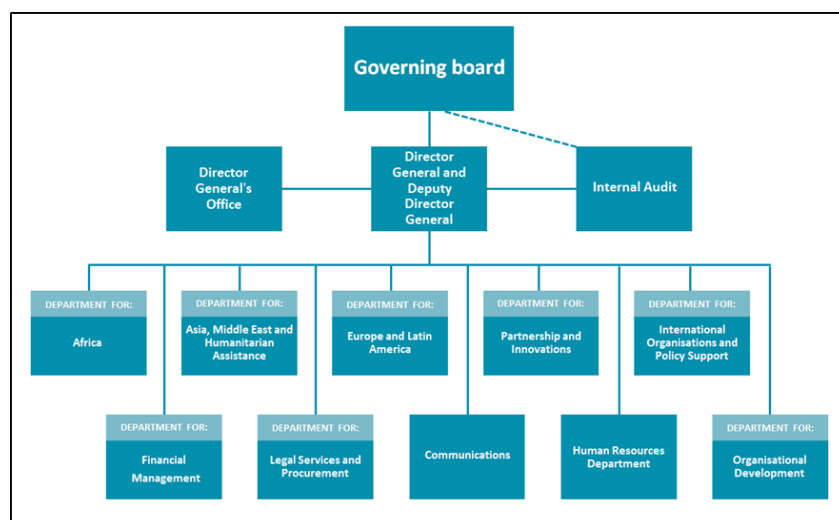 Governing board
Director
General's
Office
Director
General and
Deputy
Director
General
Internal Audit
DEPARTMENT FOR:
Africa
DEPARTMENT FOR:
Asia, Middle East and
Humanitarian
Assistance
DEPARTMENT FOR:
Europe and Latin
America
DEPARTMENT FOR:
Partnership and
Innovations
DEPARTMENT FOR:
International
Organisations and
Policy Support
DEPARTMENT FOR:
Financial
Management
DEPARTMENT FOR:
Legal Services and
Procurement
Communications
Human Resources
Department
DEPARTMENT FOR:
Organisational
Development